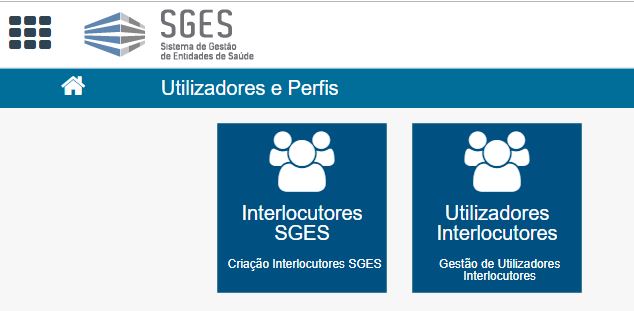 SGES
Sistema de Gestão
de Entidades de Saúde
Utilizadores e Perfis
Interlocutores
SGES
Criação Interlocutores SGES
Utilizadores
Interlocutores
Gestão de Utilizadores
Interlocutores